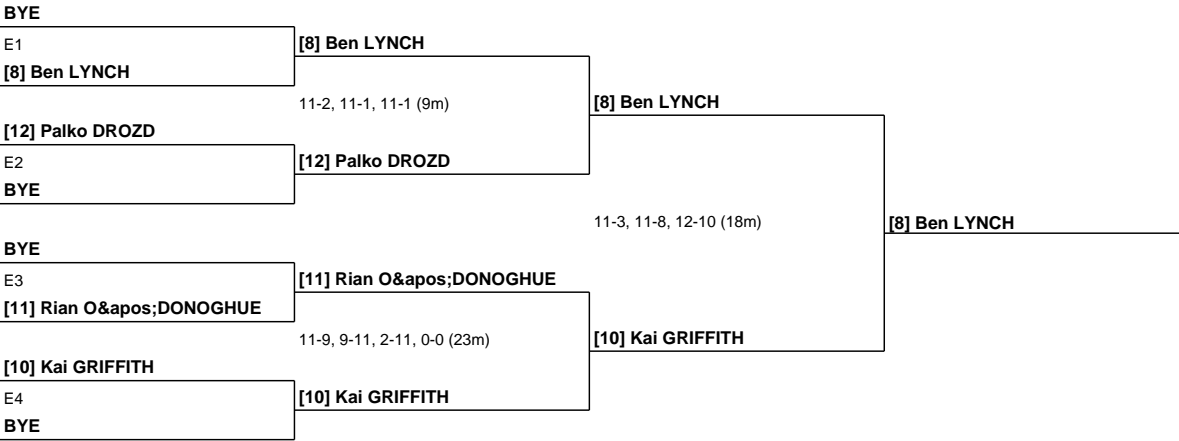 BYE
E1
[8] Ben LYNCH
[8] Ben LYNCH
11-2, 11-1, 11-1 (9m)
[8] Ben LYNCH
[12] Palko DROZD
E2
[12] Palko DROZD
BYE
11-3, 11-8, 12-10 (18m)
[8] Ben LYNCH
BYE
E3
[11] Rian O&apos;DONOGHUE
[11] Rian O&apos;DONOGHUE
11-9, 9-11, 2-11, 0-0 (23m)
[10] Kai GRIFFITH
[10] Kai GRIFFITH
E4
[10] Kai GRIFFITH
BYE